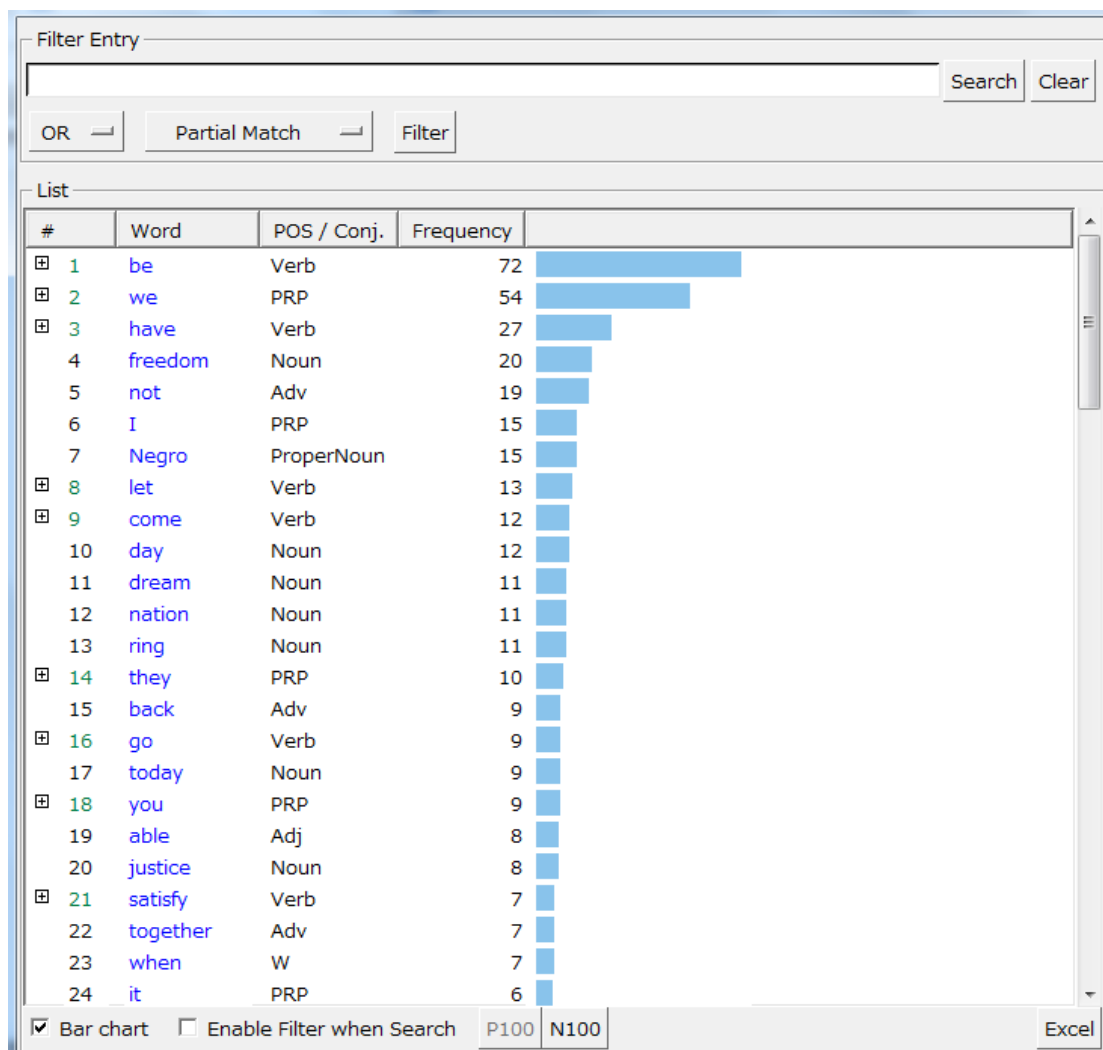 Filter Entry
Search Clear
OR Partial Match Filter
List
# Word POS / Conj. Frequency
1 be Verb 72
2 we PRP 54
3 have Verb 27
4 freedom Noun 20
5 not Adv 19
6 I PRP 15
7 Negro ProperNoun 15
8 let Verb 13
9 come Verb 12
10 day Noun 12
11 dream Noun 11
12 nation Noun 11
13 ring Noun 11
14 they PRP 10
15 back Adv 9
16 go Verb 9
17 today Noun 9
18 you PRP 9
19 able Adj 8
20 justice Noun 8
21 satisfy Verb 7
22 together Adv 7
23 when W 7
24 it PRP 6
Bar chart Enable Filter when Search P100 N100 Excel